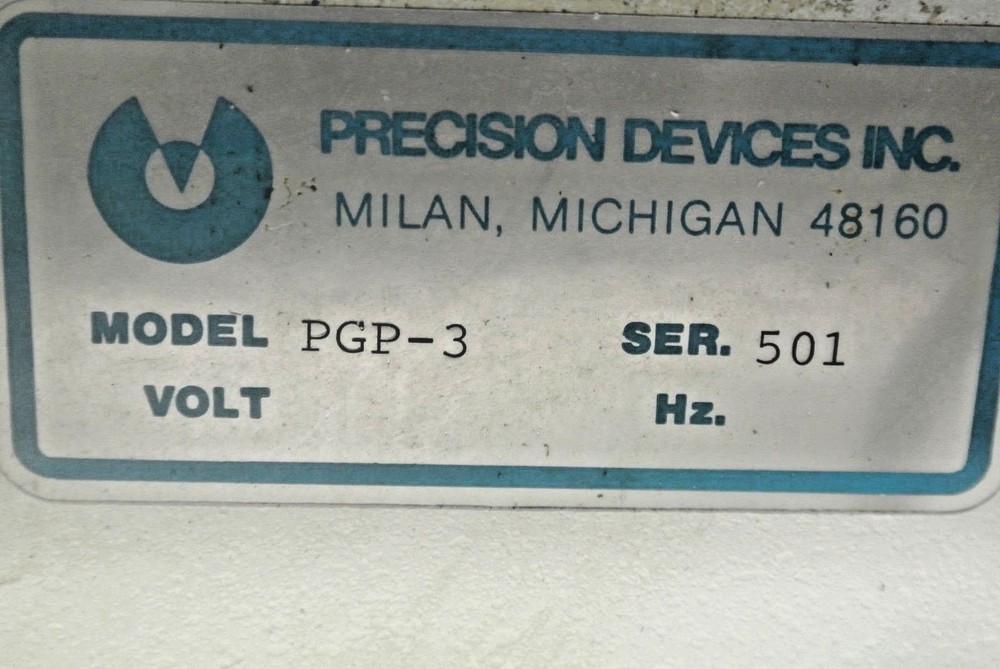 PRECISION DEVICES INC.
MILAN, MICHIGAN 48160
MODEL PGP-3 SER. 501
VOLT Hz.